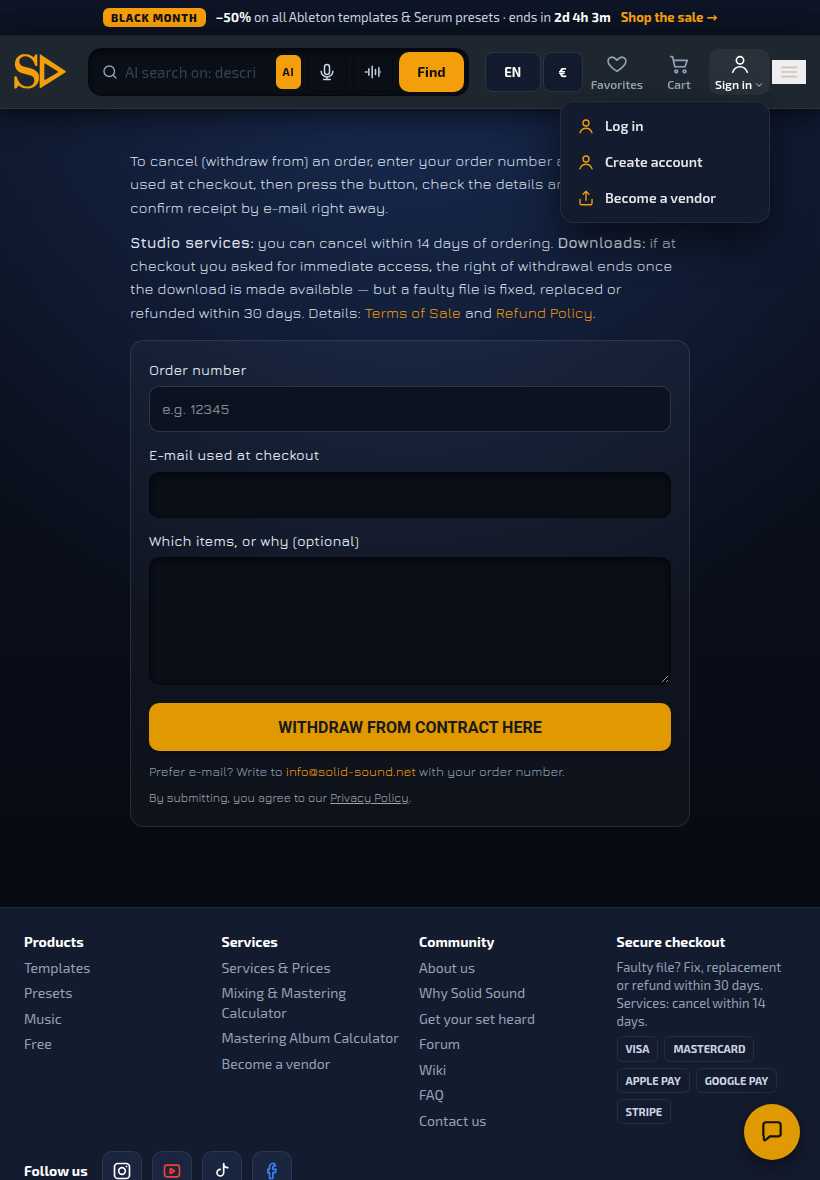 BLACK MONTH −50% on all Ableton templates & Serum presets · ends in 2d 4h 3m Shop the sale →
SD AI search on: descri AI Find EN € Favorites Cart Sign in
Log in
Create account
Become a vendor
To cancel (withdraw from) an order, enter your order number
used at checkout, then press the button, check the details
confirm receipt by e-mail right away.
Studio services: you can cancel within 14 days of ordering. Downloads: if at
checkout you asked for immediate access, the right of withdrawal ends once
the download is made available — but a faulty file is fixed, replaced or
refunded within 30 days. Details: Terms of Sale and Refund Policy.
Order number
e.g. 12345
E-mail used at checkout
Which items, or why (optional)
WITHDRAW FROM CONTRACT HERE
Prefer e-mail? Write to info@solid-sound.net with your order number.
By submitting, you agree to our Privacy Policy.
Products
Templates
Presets
Music
Free
Services
Services & Prices
Mixing & Mastering
Calculator
Mastering Album Calculator
Become a vendor
Community
About us
Why Solid Sound
Get your set heard
Forum
Wiki
FAQ
Contact us
Secure checkout
Faulty file? Fix, replacement
or refund within 30 days.
Services: cancel within 14
days.
VISA MASTERCARD
APPLE PAY GOOGLE PAY
STRIPE
Follow us